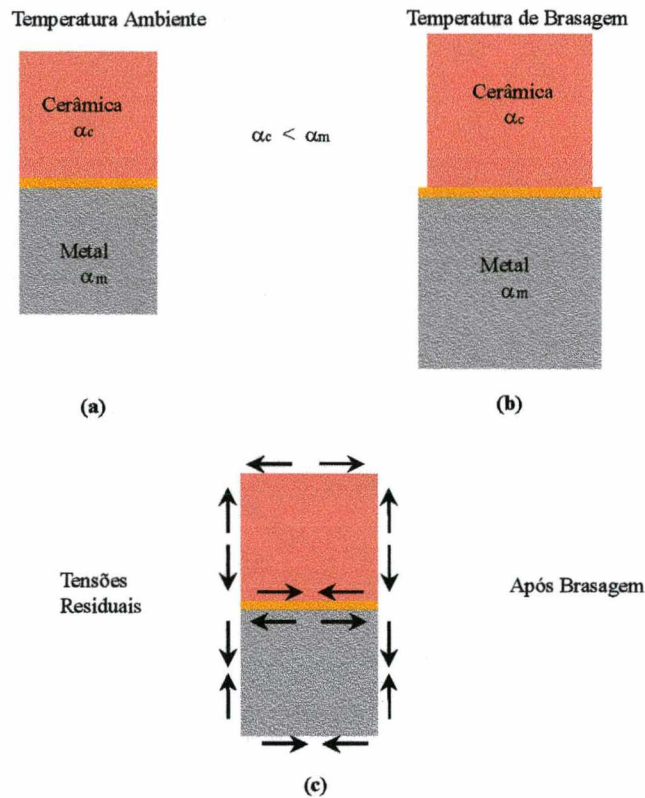 Temperatura Ambiente
Temperatura de Brasagem
Cerâmica
αc
αc < αm
Cerâmica
αc
Metal
αm
Metal
αm
(a)
(b)
Tensões
Residuais
Após Brasagem
(c)